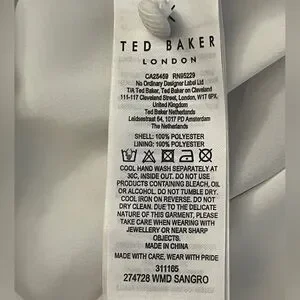 TED BAKER
LONDON
CA25459 RN95229
No Ordinary Designer Label Ltd
T/A Ted Baker, Ted Baker on Cleveland
111-117 Cleveland Street, London, W1T 6PX,
United Kingdom
Ted Baker Netherlands
Leidsestraat 64, 1017 PD Amsterdam
The Netherlands
SHELL: 100% POLYESTER
LINING: 100% POLYESTER
COOL HAND WASH SEPARATELY AT
30C, INSIDE OUT. DO NOT USE
PRODUCTS CONTAINING BLEACH, OIL
OR ALCOHOL. DO NOT TUMBLE DRY.
COOL IRON ON REVERSE. DO NOT
DRY CLEAN. DUE TO THE DELICATE
NATURE OF THIS GARMENT, PLEASE
TAKE CARE WHEN WEARING WITH
JEWELLERY OR NEAR SHARP
OBJECTS.
MADE IN CHINA
MADE WITH CARE, WEAR WITH PRIDE
311165
274728 WMD SANGRO